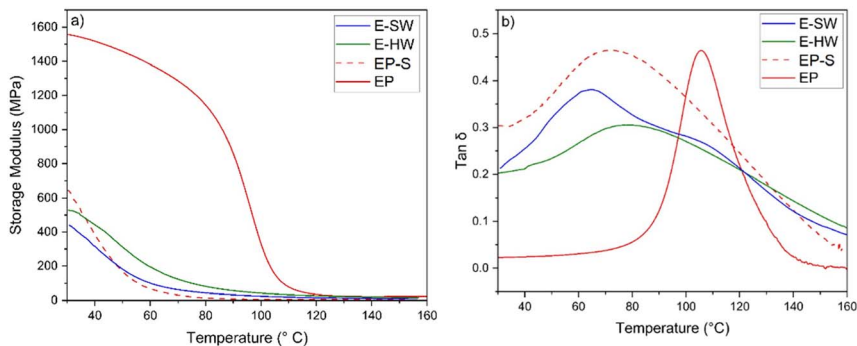 a)
E-SW
E-HW
EP-S
EP
Storage Modulus (MPa)
1600
1400
1200
1000
800
600
400
200
0
40 60 80 100 120 140 160
Temperature (° C)
b)
E-SW
E-HW
EP-S
EP
Tan δ
0.5
0.4
0.3
0.2
0.1
0.0
40 60 80 100 120 140 160
Temperature (°C)